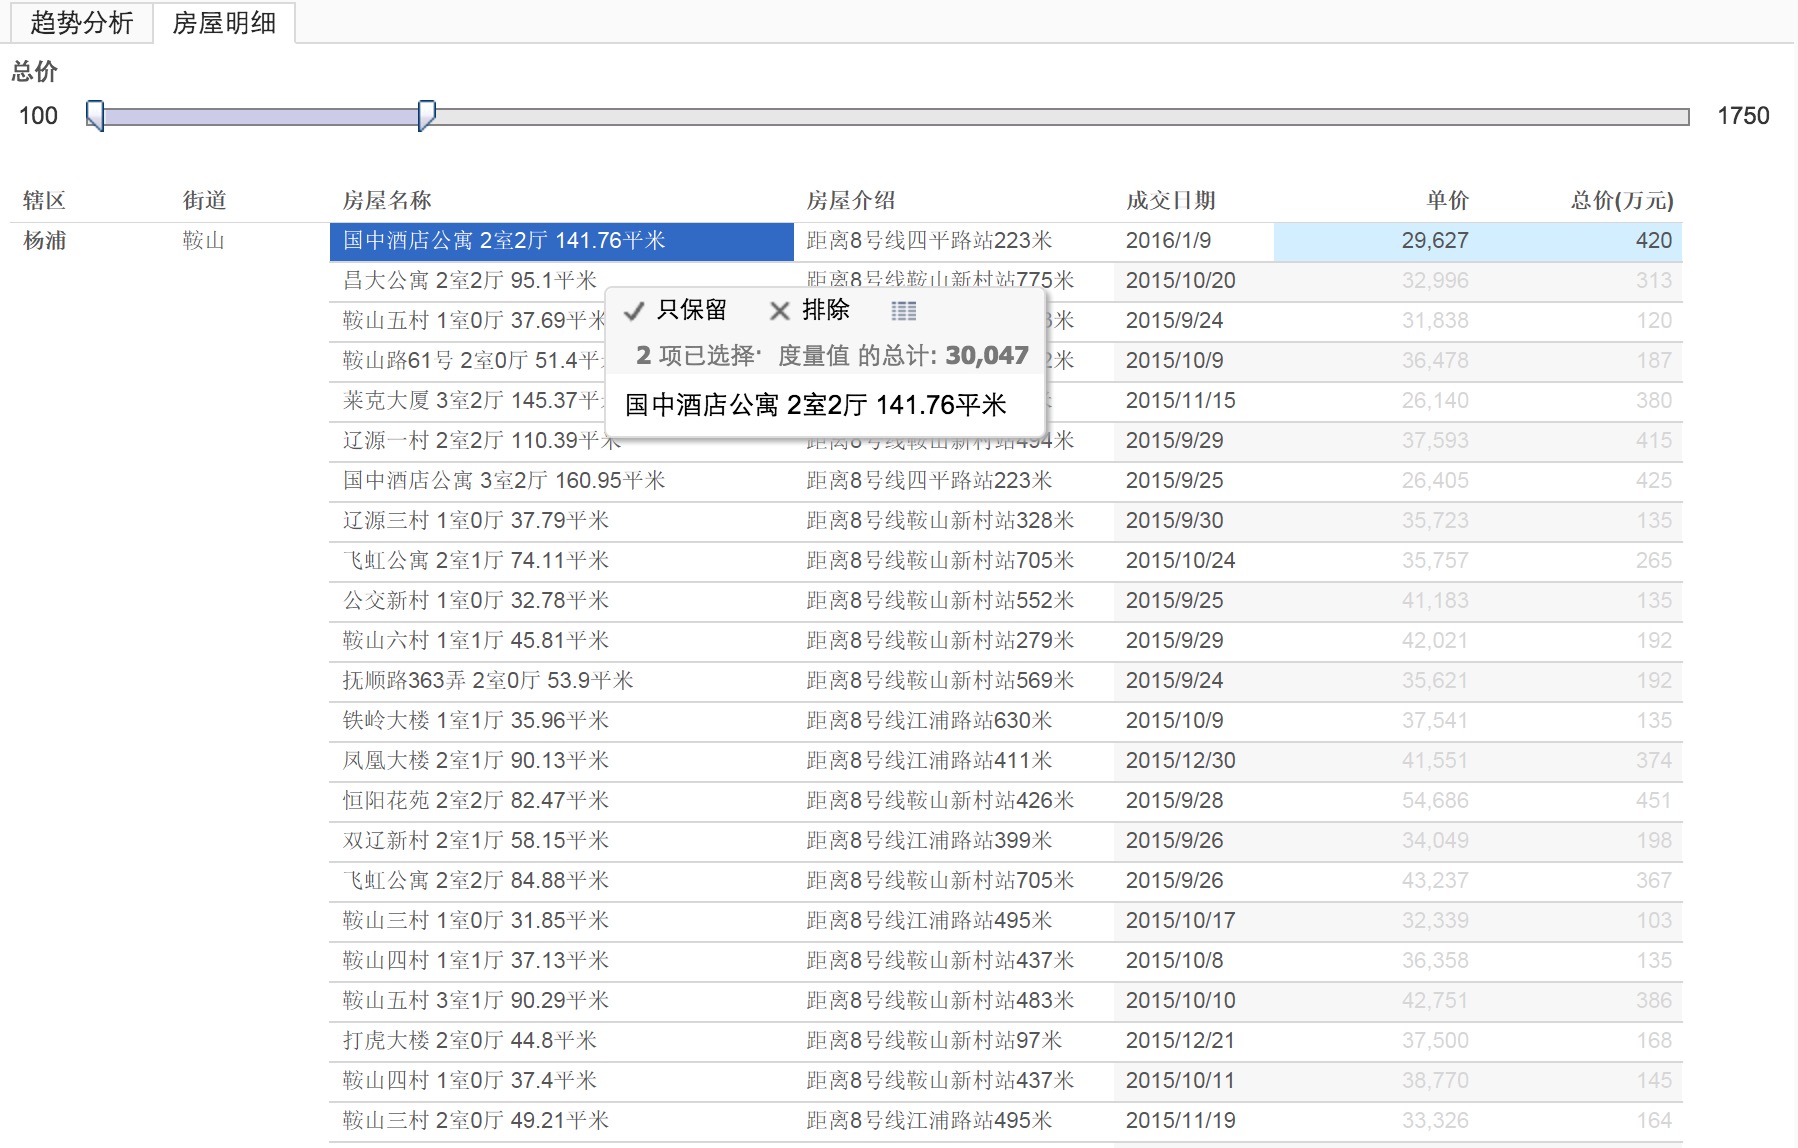 趋势分析 房屋明细
总价
100 1750
辖区 街道 房屋名称 房屋介绍 成交日期 单价 总价(万元)
杨浦 鞍山 国中酒店公寓 2室2厅 141.76平米 距离8号线四平路站223米 2016/1/9 29,627 420
昌大公寓 2室2厅 95.1平米 距离8号线鞍山新村站775米 2015/10/20 32,996 313
只保留 排除
鞍山五村 1室0厅 37.69平米 米 2015/9/24 31,838 120
2 项已选择· 度量值 的总计: 30,047
鞍山路61号 2室0厅 51.4平 2米 2015/10/9 36,478 187
国中酒店公寓 2室2厅 141.76平米
莱克大厦 3室2厅 145.37平 2015/11/15 26,140 380
辽源一村 2室2厅 110.39平米 距离8号线鞍山新村站494米 2015/9/29 37,593 415
国中酒店公寓 3室2厅 160.95平米 距离8号线四平路站223米 2015/9/25 26,405 425
辽源三村 1室0厅 37.79平米 距离8号线鞍山新村站328米 2015/9/30 35,723 135
飞虹公寓 2室1厅 74.11平米 距离8号线鞍山新村站705米 2015/10/24 35,757 265
公交新村 1室0厅 32.78平米 距离8号线鞍山新村站552米 2015/9/25 41,183 135
鞍山六村 1室1厅 45.81平米 距离8号线鞍山新村站279米 2015/9/29 42,021 192
抚顺路363弄 2室0厅 53.9平米 距离8号线鞍山新村站569米 2015/9/24 35,621 192
铁岭大楼 1室1厅 35.96平米 距离8号线江浦路站630米 2015/10/9 37,541 135
凤凰大楼 2室1厅 90.13平米 距离8号线江浦路站411米 2015/12/30 41,551 374
恒阳花苑 2室2厅 82.47平米 距离8号线鞍山新村站426米 2015/9/28 54,686 451
双辽新村 2室1厅 58.15平米 距离8号线江浦路站399米 2015/9/26 34,049 198
飞虹公寓 2室2厅 84.88平米 距离8号线鞍山新村站705米 2015/9/26 43,237 367
鞍山三村 1室0厅 31.85平米 距离8号线江浦路站495米 2015/10/17 32,339 103
鞍山四村 1室1厅 37.13平米 距离8号线鞍山新村站437米 2015/10/8 36,358 135
鞍山五村 3室1厅 90.29平米 距离8号线鞍山新村站483米 2015/10/10 42,751 386
打虎大楼 2室0厅 44.8平米 距离8号线鞍山新村站97米 2015/12/21 37,500 168
鞍山四村 1室0厅 37.4平米 距离8号线鞍山新村站437米 2015/10/11 38,770 145
鞍山三村 2室0厅 49.21平米 距离8号线江浦路站495米 2015/11/19 33,326 164